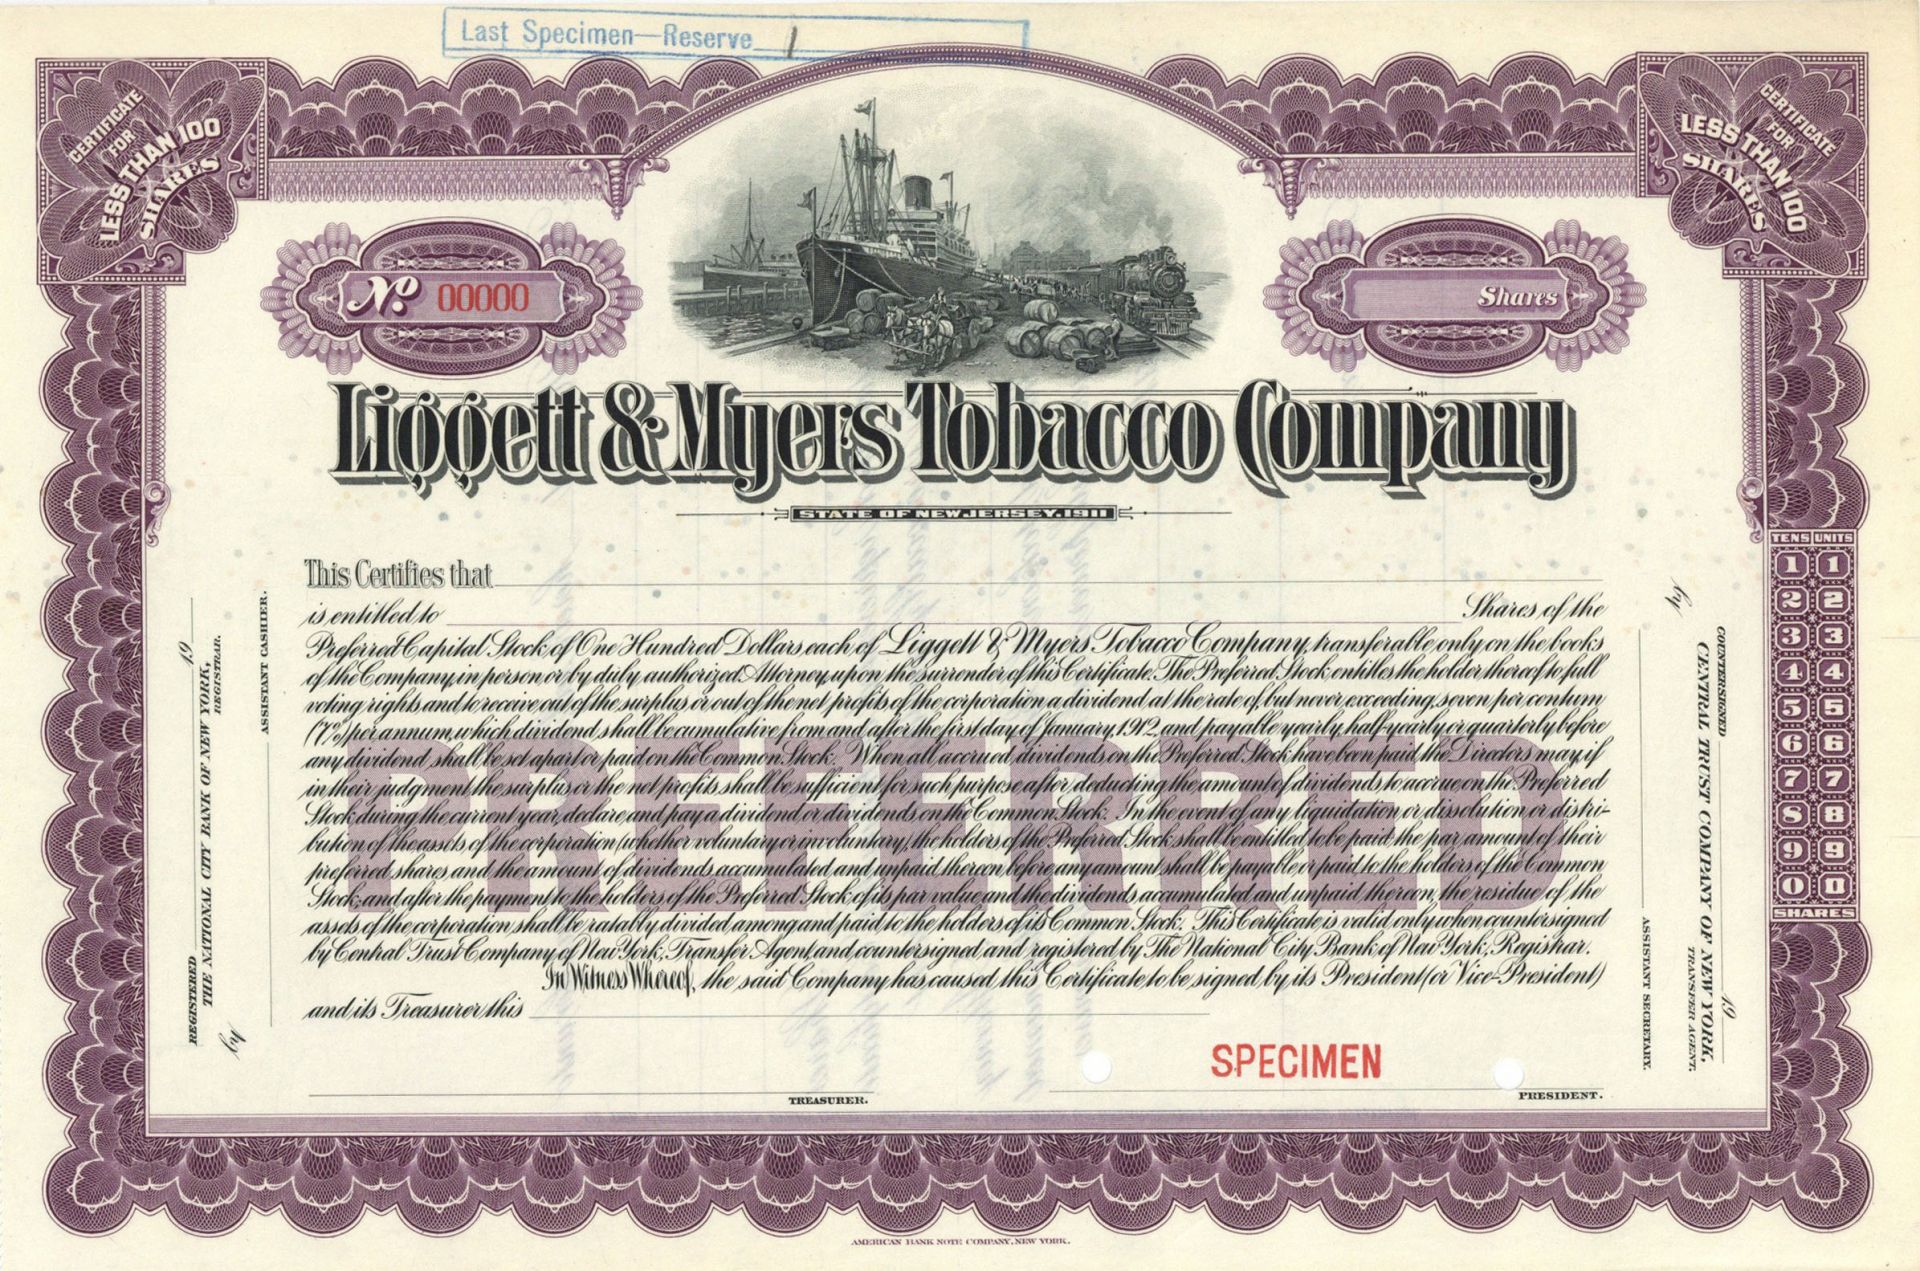 Last Specimen—Reserve 1
CERTIFICATE
FOR
LESS THAN 100
SHARES
CERTIFICATE
FOR
LESS THAN 100
SHARES
No. 00000
Shares
Liggett & Myers Tobacco Company
STATE OF NEW JERSEY, 1911
This Certifies that
is entitled to Shares of the
Preferred Capital Stock of One Hundred Dollars each of Liggett & Myers Tobacco Company, transferable only on the books
of the Company, in person or by duly authorized Attorney, upon the surrender of this Certificate. The Preferred Stock entitles the holder thereof to full
voting rights and to receive out of the surplus or out of the net profits of the corporation a dividend at the rate of, but never exceeding, seven per centum
(7%) per annum, which dividend shall be cumulative from and after the first day of January, 1912, and payable yearly, half-yearly or quarterly before
any dividend shall be set apart or paid on the Common Stock. When all accrued dividends on the Preferred Stock have been paid, the Directors may, if
in their judgment the surplus or the net profits shall be sufficient for such purpose after deducting the amount of dividends to accrue on the Preferred
Stock during the current year, declare and pay a dividend or dividends on the Common Stock. In the event of any liquidation or dissolution or distri-
bution of the assets of the corporation (whether voluntary or involuntary) the holders of the Preferred Stock shall be entitled to be paid the par amount of their
preferred shares and the amount of dividends accumulated and unpaid thereon before any amount shall be payable or paid to the holders of the Common
Stock; and after the payment to the holders of the Preferred Stock of its par value and the dividends accumulated and unpaid thereon, the residue of the
assets of the corporation shall be ratably divided among and paid to the holders of its Common Stock. This Certificate is valid only when countersigned
by Central Trust Company of New York, Transfer Agent, and countersigned and registered by The National City Bank of New York, Registrar.
In Witness Whereof, the said Company has caused this Certificate to be signed by its President (or Vice-President)
and its Treasurer this
PREFERRED
SPECIMEN
TREASURER.
PRESIDENT.
REGISTERED 19
THE NATIONAL CITY BANK OF NEW YORK,
REGISTRAR.
by
ASSISTANT CASHIER.
COUNTERSIGNED 19
CENTRAL TRUST COMPANY OF NEW YORK,
TRANSFER AGENT.
by
ASSISTANT SECRETARY.
TENS UNITS
1 1
2 2
3 3
4 4
5 5
6 6
7 7
8 8
9 9
0 0
SHARES
AMERICAN BANK NOTE COMPANY, NEW YORK.